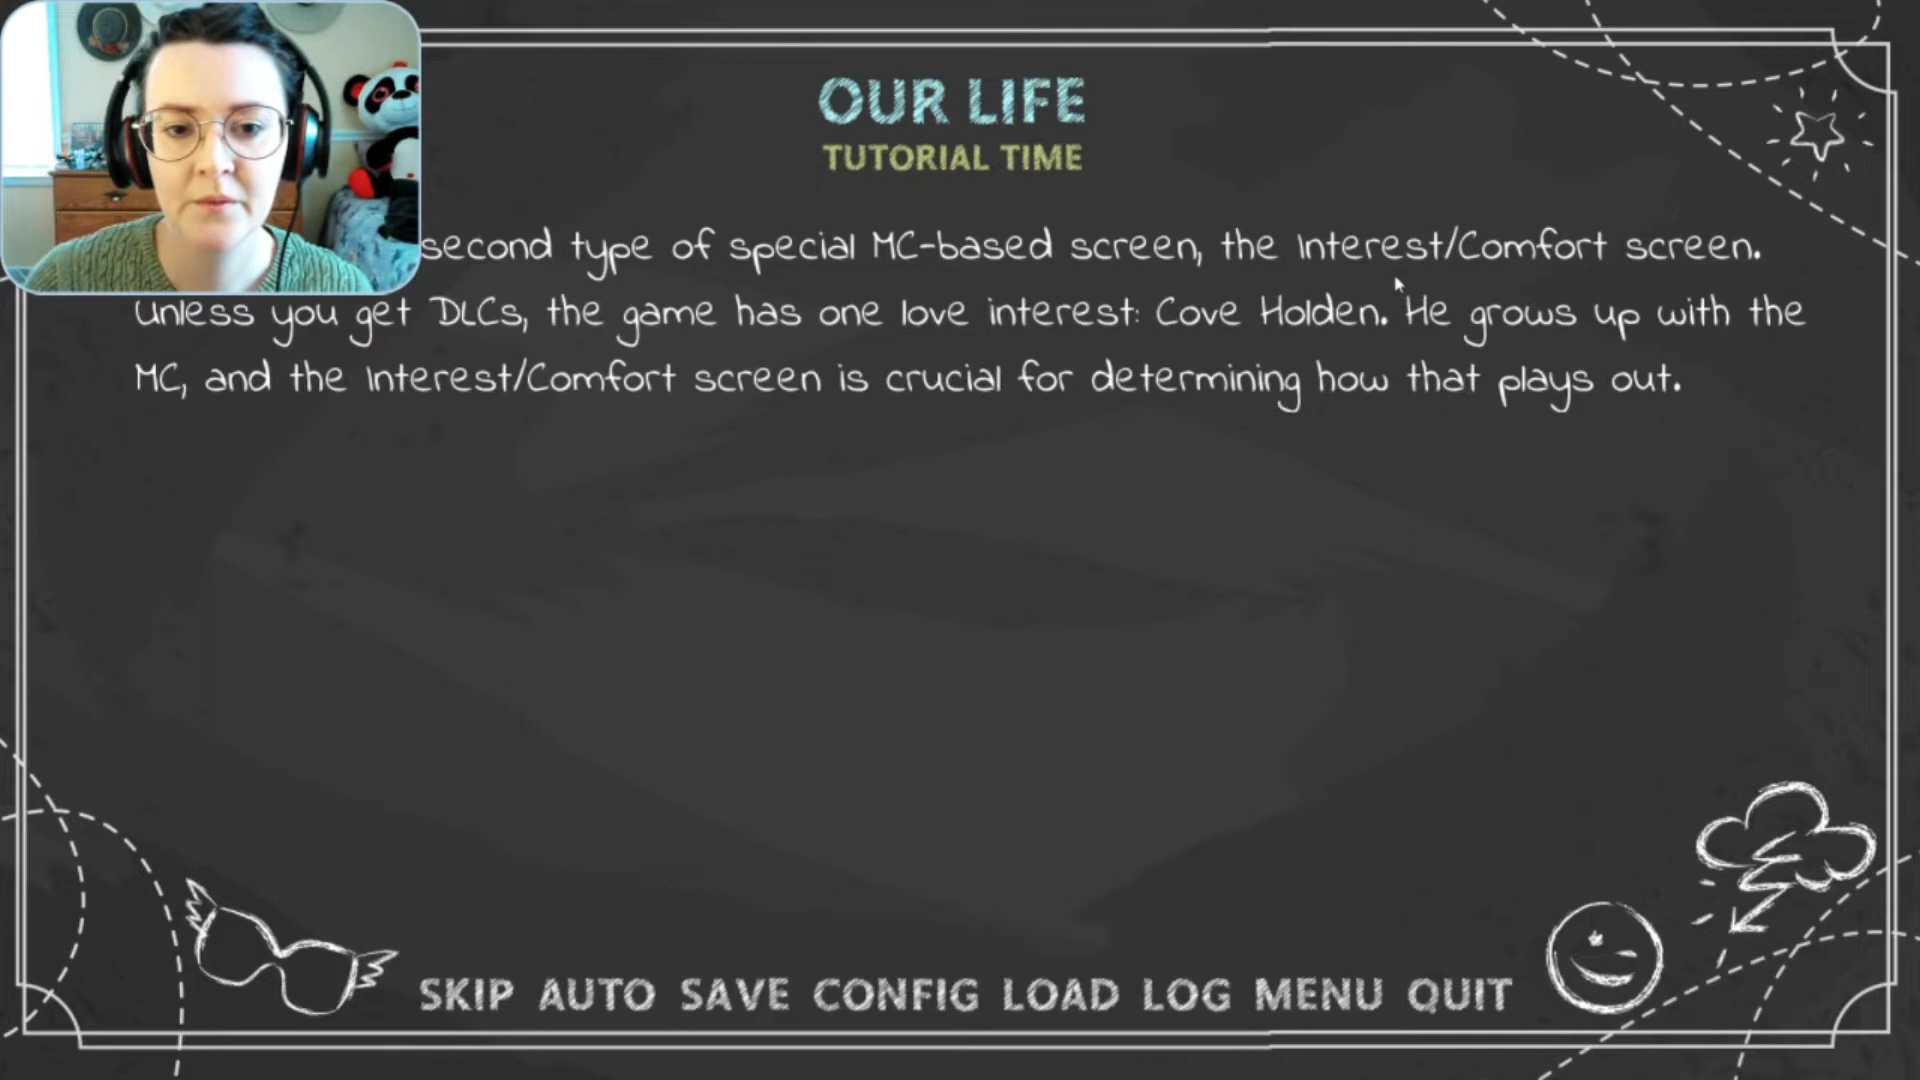 OUR LIFE
TUTORIAL TIME
second type of special MC-based screen, the Interest/Comfort screen.
Unless you get DLCs, the game has one love interest: Cove Holden. He grows up with the
MC, and the Interest/Comfort screen is crucial for determining how that plays out.
SKIP AUTO SAVE CONFIG LOAD LOG MENU QUIT